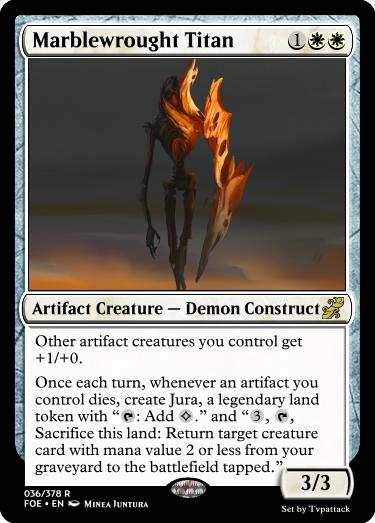 Marblewrought Titan 1
Artifact Creature — Demon Construct
Other artifact creatures you control get
+1/+0.
Once each turn, whenever an artifact you
control dies, create Jura, a legendary land
token with “: Add .” and “3, ,
Sacrifice this land: Return target creature
card with mana value 2 or less from your
graveyard to the battlefield tapped.”
3/3
036/378 R
FOE • EN Minea Juntura
Set by Tvpattack